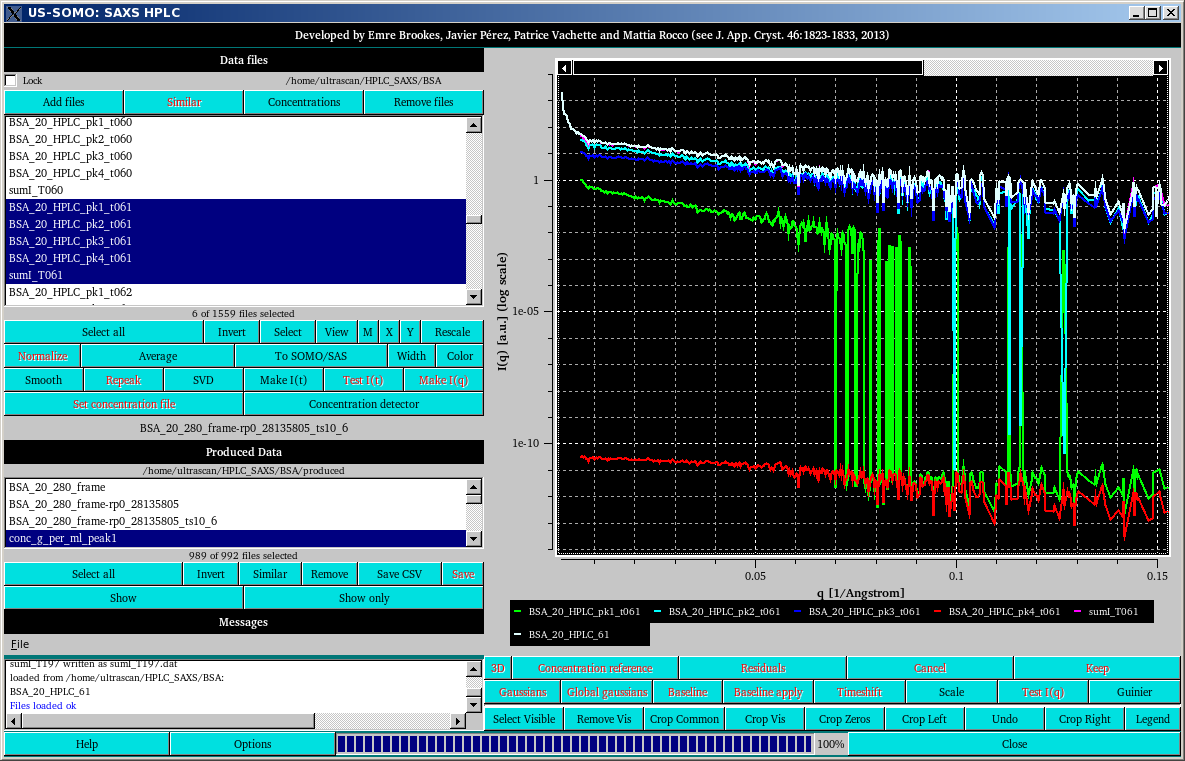 US-SOMO: SAXS HPLC
Developed by Emre Brookes, Javier Pérez, Patrice Vachette and Mattia Rocco (see J. App. Cryst. 46:1823-1833, 2013)
Data files
Lock /home/ultrascan/HPLC_SAXS/BSA
Add files Similar Concentrations Remove files
BSA_20_HPLC_pk1_t060
BSA_20_HPLC_pk2_t060
BSA_20_HPLC_pk3_t060
BSA_20_HPLC_pk4_t060
sumI_T060
BSA_20_HPLC_pk1_t061
BSA_20_HPLC_pk2_t061
BSA_20_HPLC_pk3_t061
BSA_20_HPLC_pk4_t061
sumI_T061
BSA_20_HPLC_pk1_t062
6 of 1559 files selected
Select all Invert Select View M X Y Rescale
Normalize Average To SOMO/SAS Width Color
Smooth Repeak SVD Make I(t) Test I(t) Make I(q)
Set concentration file Concentration detector
BSA_20_280_frame-rp0_28135805_ts10_6
Produced Data
/home/ultrascan/HPLC_SAXS/BSA/produced
BSA_20_280_frame
BSA_20_280_frame-rp0_28135805
BSA_20_280_frame-rp0_28135805_ts10_6
conc_g_per_ml_peak1
989 of 992 files selected
Select all Invert Similar Remove Save CSV Save
Show Show only
Messages
File
sumI_T197 written as sumI_T197.dat
loaded from /home/ultrascan/HPLC_SAXS/BSA:
BSA_20_HPLC_61
Files loaded ok
I(q) [a.u.] (log scale)
1
1e-05
1e-10
0.05 0.1 0.15
q [1/Angstrom]
BSA_20_HPLC_pk1_t061 BSA_20_HPLC_pk2_t061 BSA_20_HPLC_pk3_t061 BSA_20_HPLC_pk4_t061 sumI_T061
BSA_20_HPLC_61
3D Concentration reference Residuals Cancel Keep
Gaussians Global gaussians Baseline Baseline apply Timeshift Scale Test I(q) Guinier
Select Visible Remove Vis Crop Common Crop Vis Crop Zeros Crop Left Undo Crop Right Legend
Help Options 100% Close